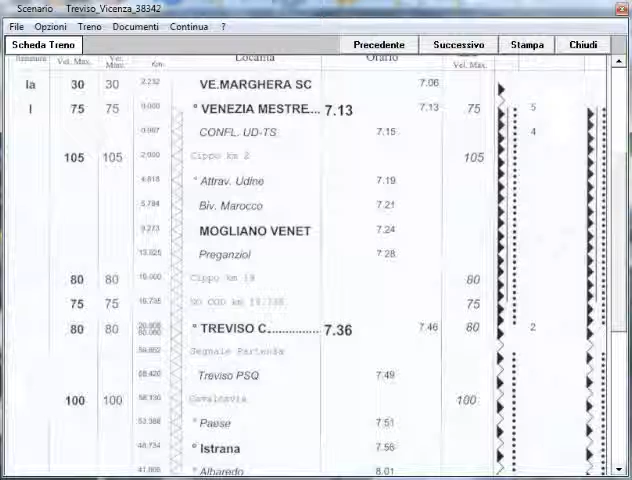 Scenario Treviso_Vicenza_38342
File Opzioni Treno Documenti Continua ?
Scheda Treno Precedente Successivo Stampa Chiudi
Vel. Max. Vel. Max. Km Località Orario Vel. Max.
Ia 30 30 2.232 VE.MARGHERA SC 7.06
I 75 75 0.000 ° VENEZIA MESTRE.... 7.13 7.13 75 5
CONFL. UD-TS 7.15 4
105 105 2.000 Cippo km 2 105
4.818 ° Attrav. Udine 7.19
5.784 Biv. Marocco 7.21
9.273 MOGLIANO VENET 7.24
13.025 Preganziol 7.28
80 80 18.000 Cippo km 18 80
75 75 75
80 80 ° TREVISO C.............. 7.36 7.46 80 2
Segnale Partenza
Treviso PSQ 7.49
100 100 Cavalcavia 100
53.388 ° Paese 7.51
48.734 ° Istrana 7.56
° Albaredo 8.01